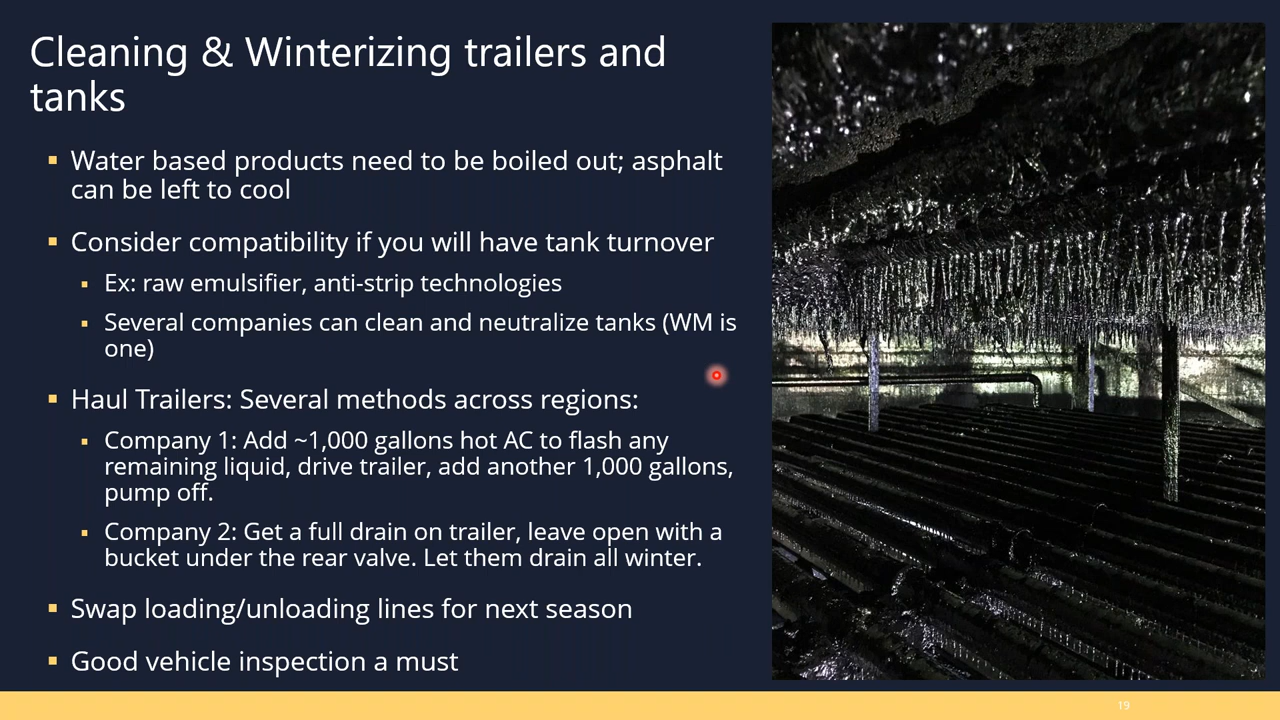 Cleaning & Winterizing trailers and
tanks
Water based products need to be boiled out; asphalt
can be left to cool
Consider compatibility if you will have tank turnover
Ex: raw emulsifier, anti-strip technologies
Several companies can clean and neutralize tanks (WM is
one)
Haul Trailers: Several methods across regions:
Company 1: Add ~1,000 gallons hot AC to flash any
remaining liquid, drive trailer, add another 1,000 gallons,
pump off.
Company 2: Get a full drain on trailer, leave open with a
bucket under the rear valve. Let them drain all winter.
Swap loading/unloading lines for next season
Good vehicle inspection a must
19